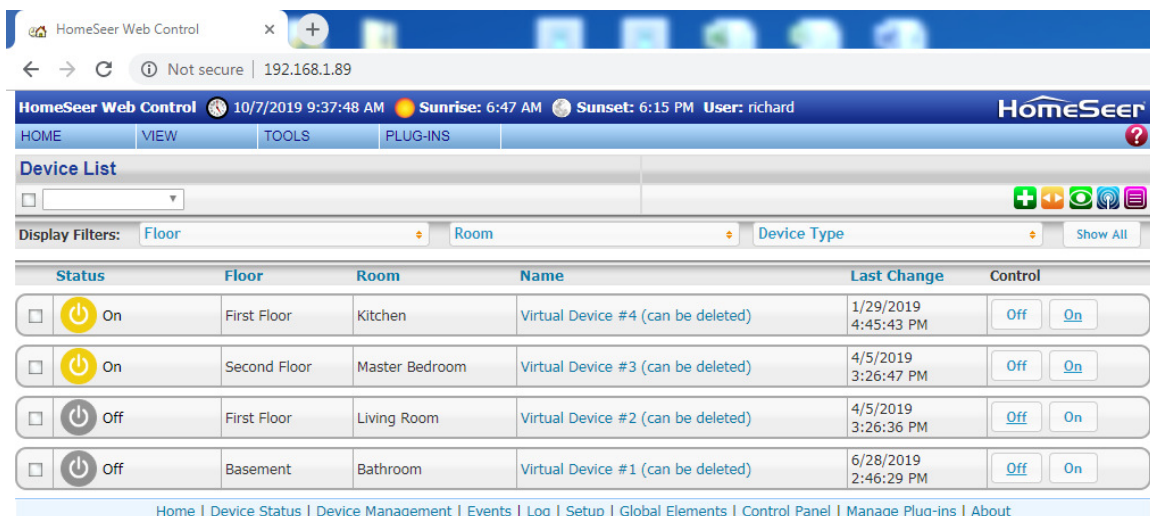 HomeSeer Web Control
Not secure | 192.168.1.89
HomeSeer Web Control 10/7/2019 9:37:48 AM Sunrise: 6:47 AM Sunset: 6:15 PM User: richard HomeSeer
HOME VIEW TOOLS PLUG-INS
Device List
Display Filters: Floor Room Device Type Show All
Status Floor Room Name Last Change Control
On First Floor Kitchen Virtual Device #4 (can be deleted) 1/29/2019 4:45:43 PM Off On
On Second Floor Master Bedroom Virtual Device #3 (can be deleted) 4/5/2019 3:26:47 PM Off On
Off First Floor Living Room Virtual Device #2 (can be deleted) 4/5/2019 3:26:36 PM Off On
Off Basement Bathroom Virtual Device #1 (can be deleted) 6/28/2019 2:46:29 PM Off On
Home | Device Status | Device Management | Events | Log | Setup | Global Elements | Control Panel | Manage Plug-ins | About